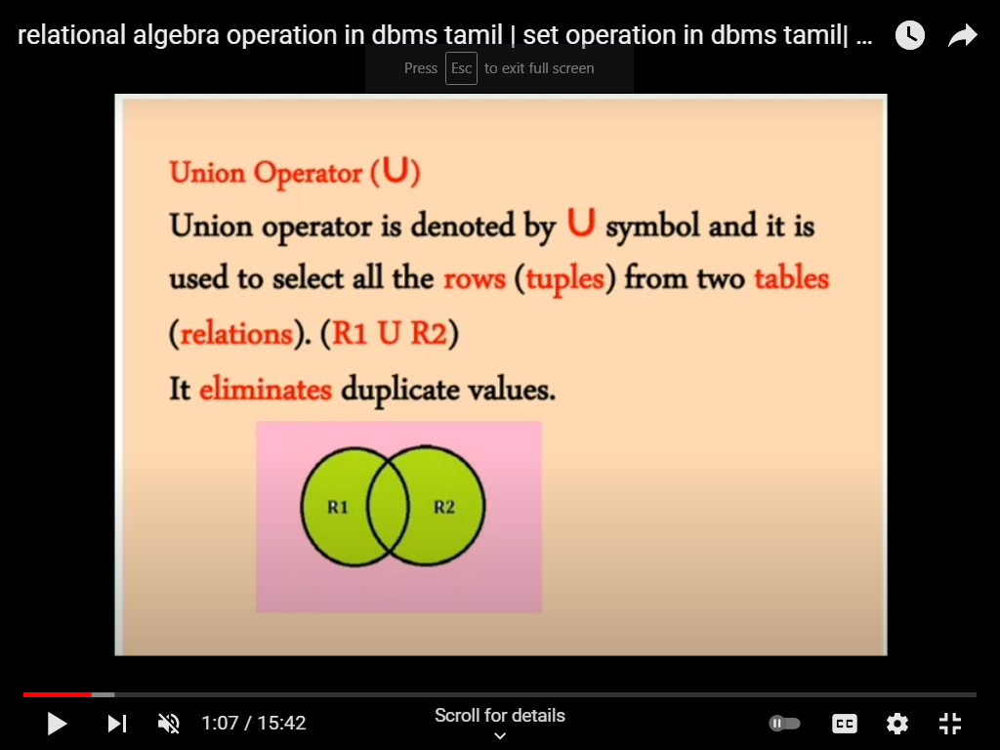 relational algebra operation in dbms tamil | set operation in dbms tamil| ...
Press Esc to exit full screen
Union Operator (U)
Union operator is denoted by U symbol and it is
used to select all the rows (tuples) from two tables
(relations). (R1 U R2)
It eliminates duplicate values.
R1 R2
1:07 / 15:42
Scroll for details
CC